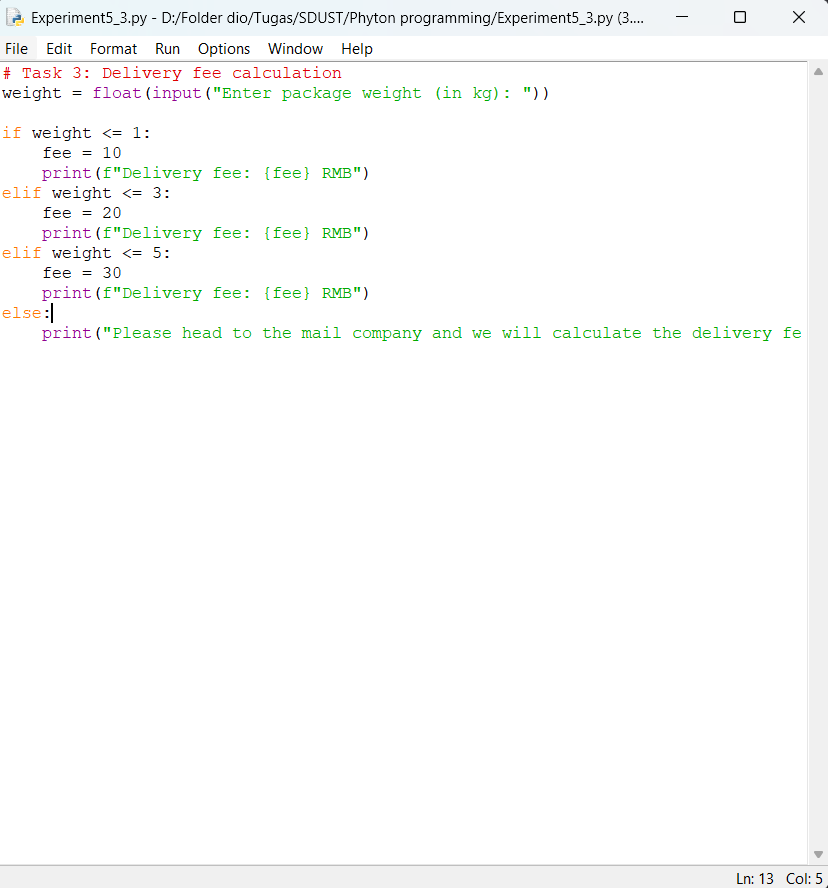 Experiment5_3.py - D:/Folder dio/Tugas/SDUST/Phyton programming/Experiment5_3.py (3....
File Edit Format Run Options Window Help
# Task 3: Delivery fee calculation
weight = float(input("Enter package weight (in kg): "))
if weight <= 1:
    fee = 10
    print(f"Delivery fee: {fee} RMB")
elif weight <= 3:
    fee = 20
    print(f"Delivery fee: {fee} RMB")
elif weight <= 5:
    fee = 30
    print(f"Delivery fee: {fee} RMB")
else:
    print("Please head to the mail company and we will calculate the delivery fe
Ln: 13 Col: 5